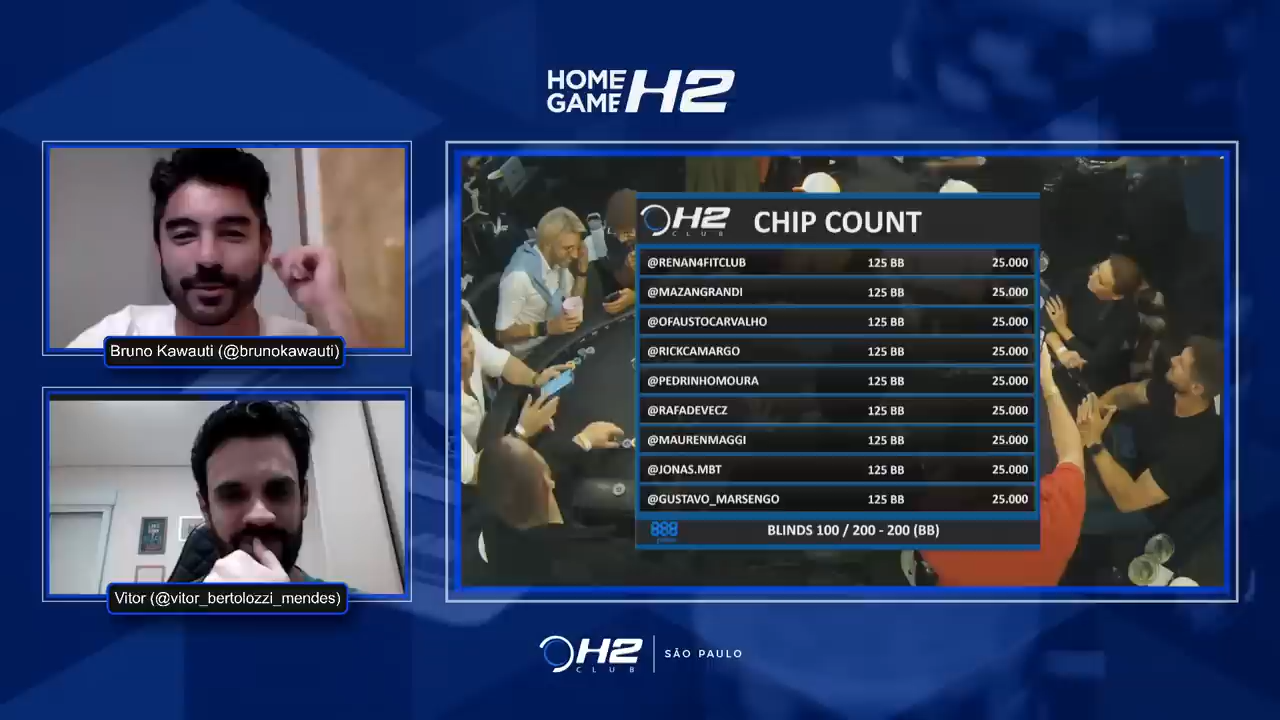 HOME
GAME H2
Bruno Kawauti (@brunokawauti)
Vitor (@vitor_bertolozzi_mendes)
H2 CLUB CHIP COUNT
@RENAN4FITCLUB 125 BB 25.000
@MAZANGRANDI 125 BB 25.000
@OFAUSTOCARVALHO 125 BB 25.000
@RICKCAMARGO 125 BB 25.000
@PEDRINHOMOURA 125 BB 25.000
@RAFADEVECZ 125 BB 25.000
@MAURENMAGGI 125 BB 25.000
@JONAS.MBT 125 BB 25.000
@GUSTAVO_MARSENGO 125 BB 25.000
888 BLINDS 100 / 200 - 200 (BB)
H2 CLUB SÃO PAULO